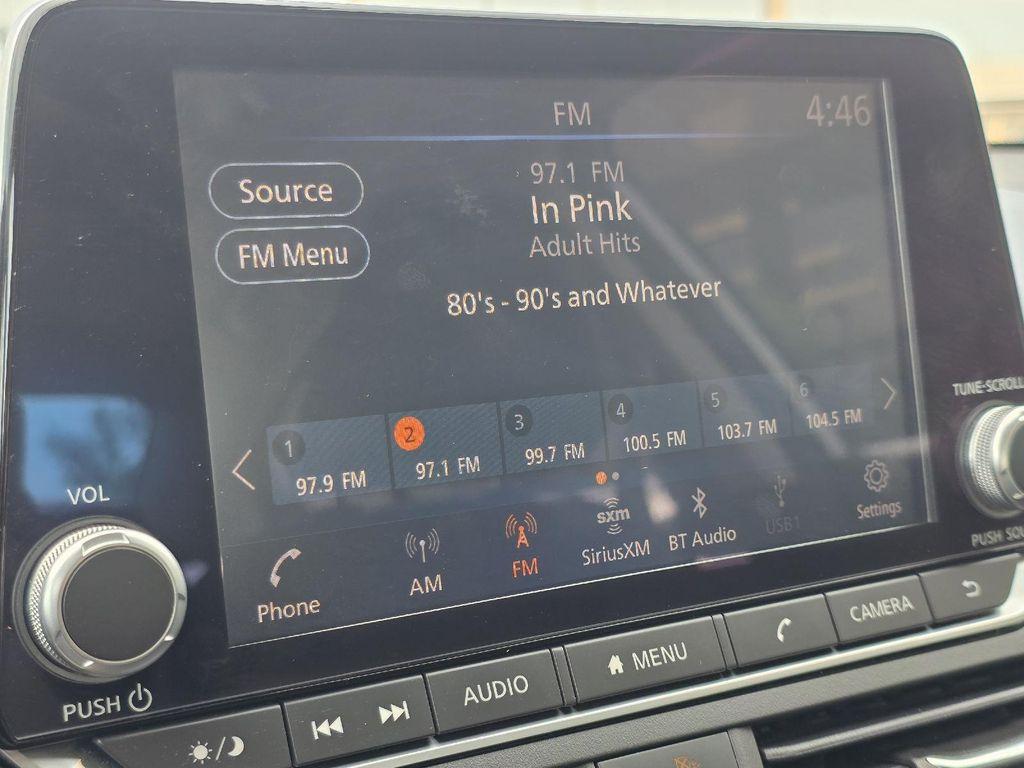 FM
4:46
Source
97.1 FM
In Pink
FM Menu
Adult Hits
80's - 90's and Whatever
1
97.9 FM
2
97.1 FM
3
99.7 FM
4
100.5 FM
5
103.7 FM
6
104.5 FM
Phone
AM
FM
sxm
SiriusXM
BT Audio
USB1
Settings
VOL
PUSH
TUNE·SCROLL
PUSH SOU
AUDIO
MENU
CAMERA